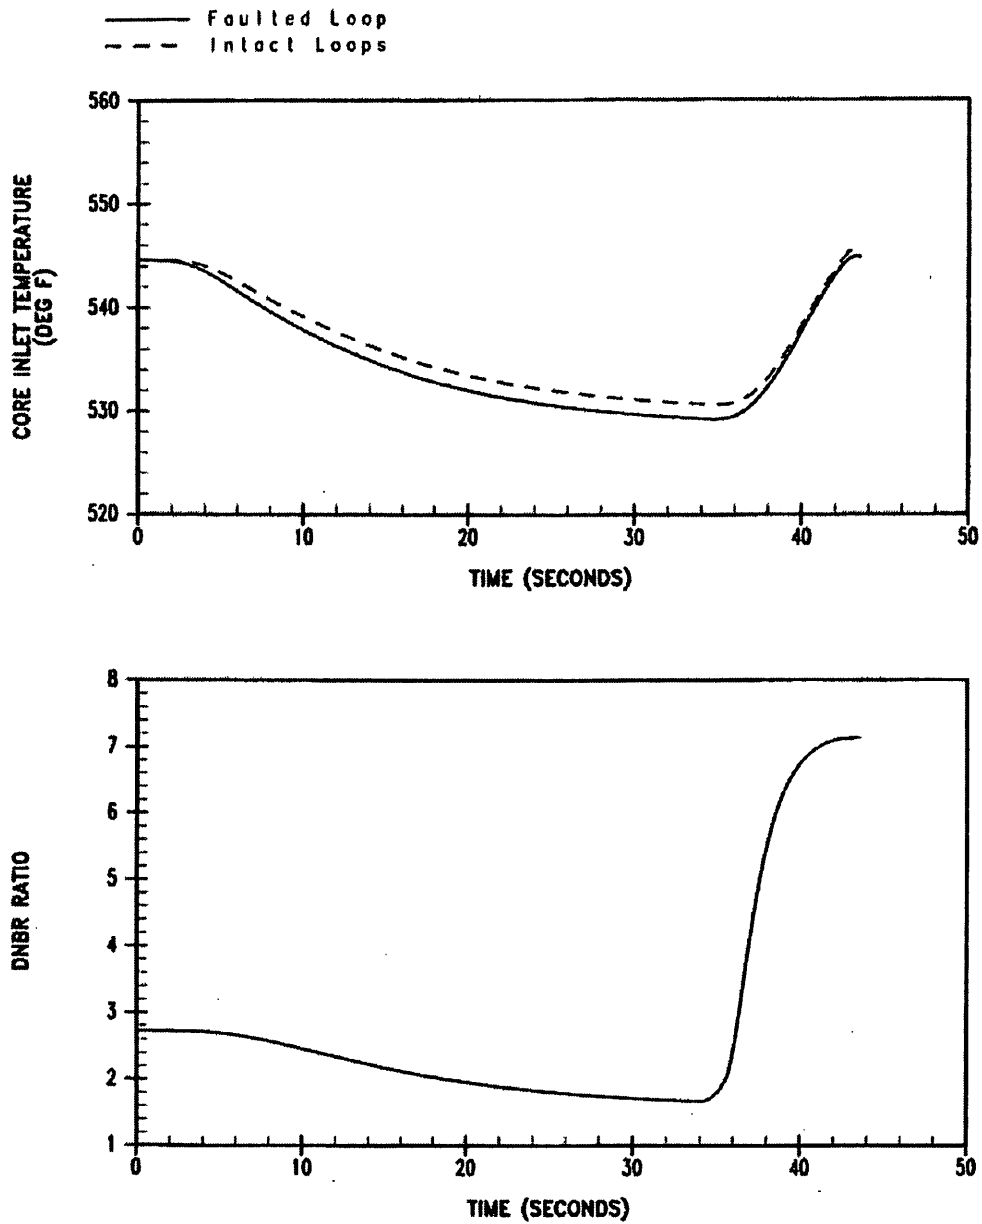 Faulted Loop
Intact Loops
560
550
540
530
520
CORE INLET TEMPERATURE
(DEG F)
0 10 20 30 40 50
TIME (SECONDS)
8
7
6
5
4
3
2
1
DNBR RATIO
0 10 20 30 40 50
TIME (SECONDS)